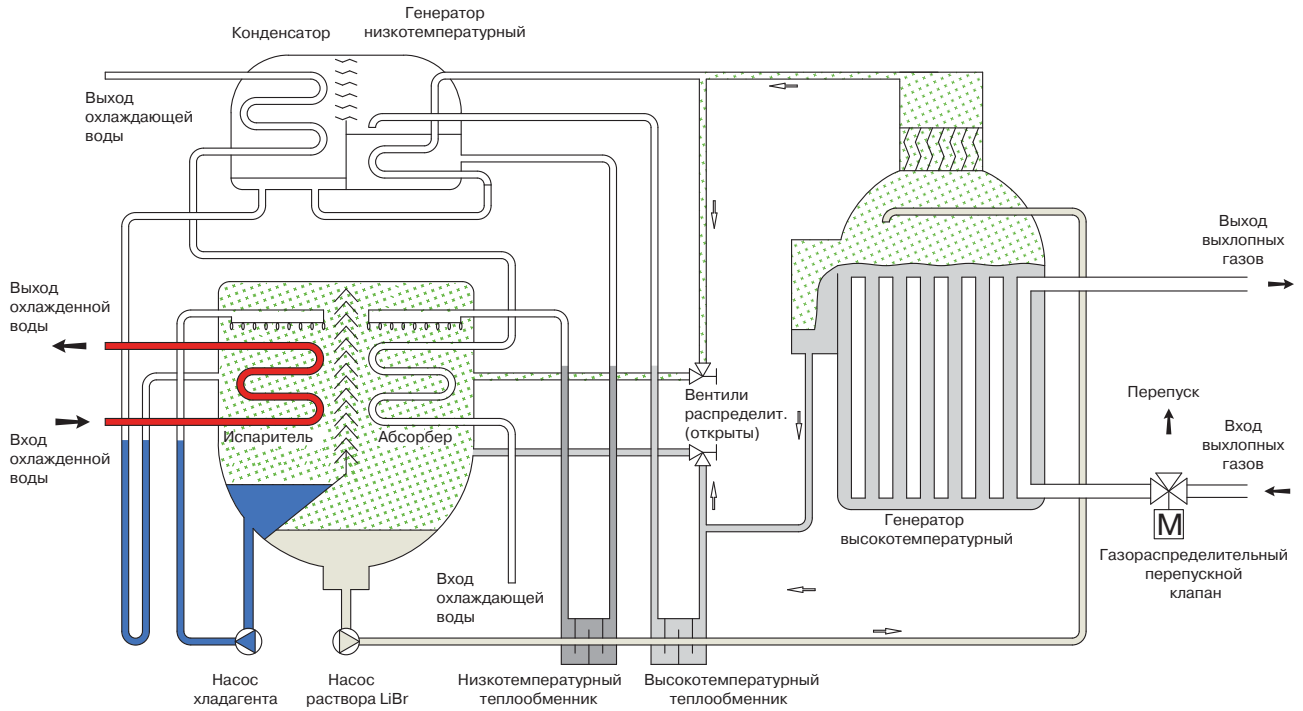 Генератор
низкотемпературный
Конденсатор
Выход
охлаждающей
воды
Выход
выхлопных
газов
Выход
охлажденной
воды
Вентили
распределит.
(открыты)
Перепуск
Вход
охлажденной
воды
Испаритель
Абсорбер
Вход
выхлопных
газов
Генератор
высокотемпературный
M
Газораспределительный
перепускной
клапан
Вход
охлаждающей
воды
Насос
хладагента
Насос
раствора LiBr
Низкотемпературный
теплообменник
Высокотемпературный
теплообменник